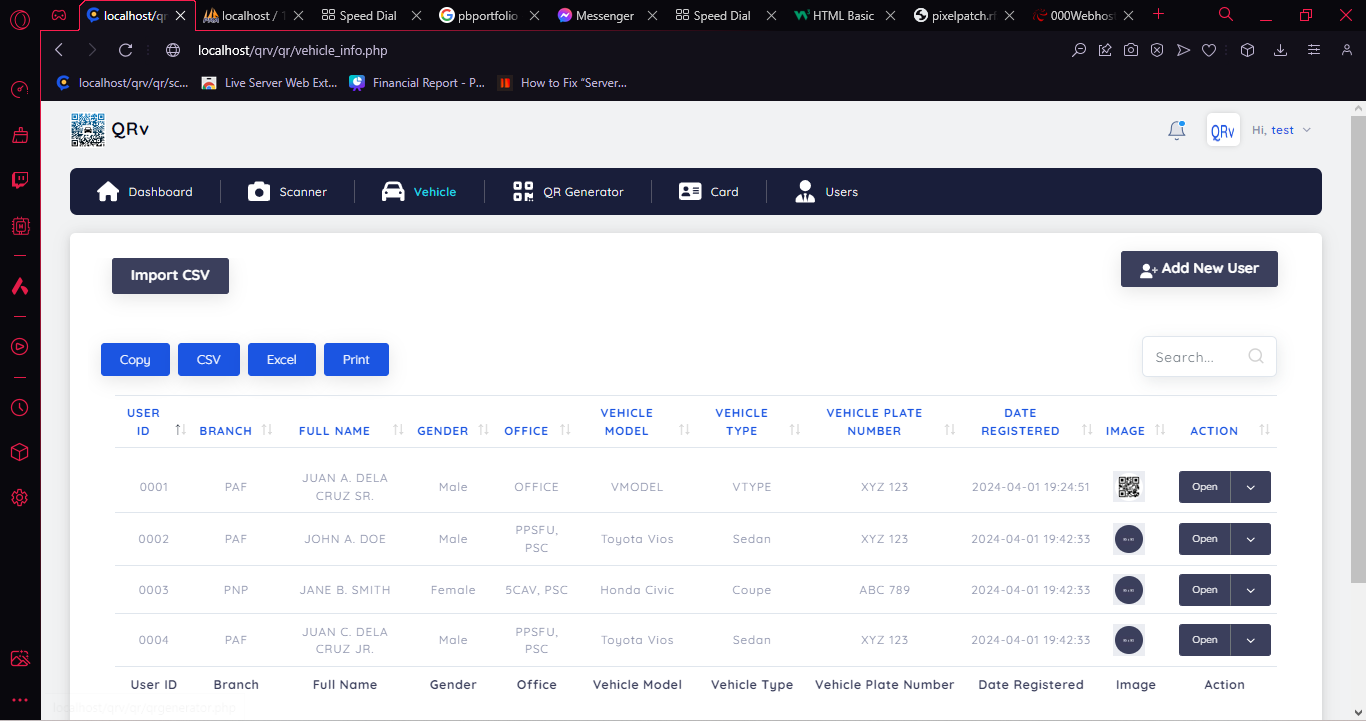 localhost/qr
localhost / 1
Speed Dial
pbportfolio
Messenger
Speed Dial
HTML Basic
pixelpatch.rf
000Webhost
localhost/qrv/qr/vehicle_info.php
localhost/qrv/qr/sc...
Live Server Web Ext...
Financial Report - P...
How to Fix “Server...
QRv
QRv
Hi, test
Dashboard
Scanner
Vehicle
QR Generator
Card
Users
Import CSV
Add New User
Copy
CSV
Excel
Print
Search...
USER
ID
BRANCH
FULL NAME
GENDER
OFFICE
VEHICLE
MODEL
VEHICLE
TYPE
VEHICLE PLATE
NUMBER
DATE
REGISTERED
IMAGE
ACTION
0001
PAF
JUAN A. DELA
CRUZ SR.
Male
OFFICE
VMODEL
VTYPE
XYZ 123
2024-04-01 19:24:51
Open
0002
PAF
JOHN A. DOE
Male
PPSFU,
PSC
Toyota Vios
Sedan
XYZ 123
2024-04-01 19:42:33
Open
0003
PNP
JANE B. SMITH
Female
5CAV, PSC
Honda Civic
Coupe
ABC 789
2024-04-01 19:42:33
Open
0004
PAF
JUAN C. DELA
CRUZ JR.
Male
PPSFU,
PSC
Toyota Vios
Sedan
XYZ 123
2024-04-01 19:42:33
Open
User ID
Branch
Full Name
Gender
Office
Vehicle Model
Vehicle Type
Vehicle Plate Number
Date Registered
Image
Action